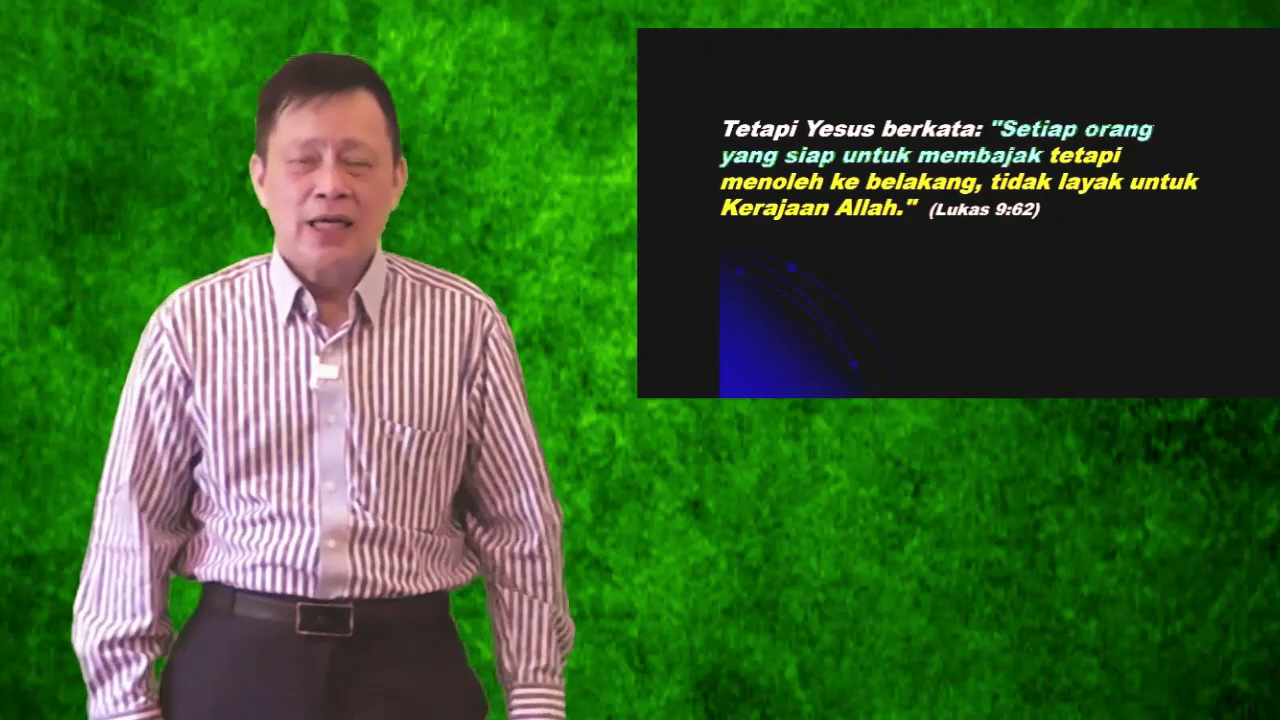 Tetapi Yesus berkata: "Setiap orang
yang siap untuk membajak tetapi
menoleh ke belakang, tidak layak untuk
Kerajaan Allah." (Lukas 9:62)